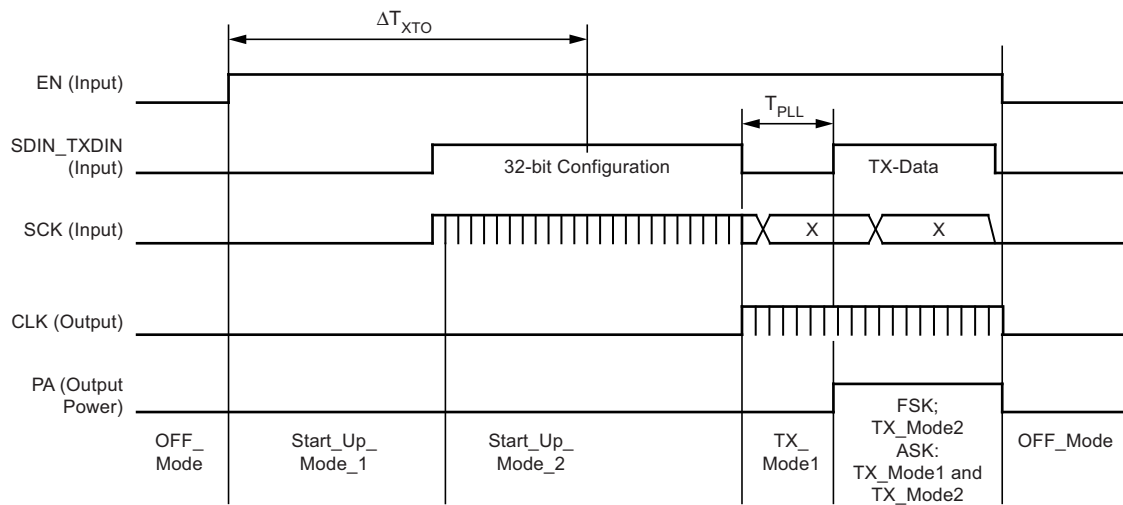 ΔT_XTO
EN (Input)
T_PLL
SDIN_TXDIN
(Input)
32-bit Configuration
TX-Data
SCK (Input)
X
X
CLK (Output)
PA (Output
Power)
OFF_
Mode
Start_Up_
Mode_1
Start_Up_
Mode_2
TX_
Mode1
FSK;
TX_Mode2
ASK:
TX_Mode1 and
TX_Mode2
OFF_Mode